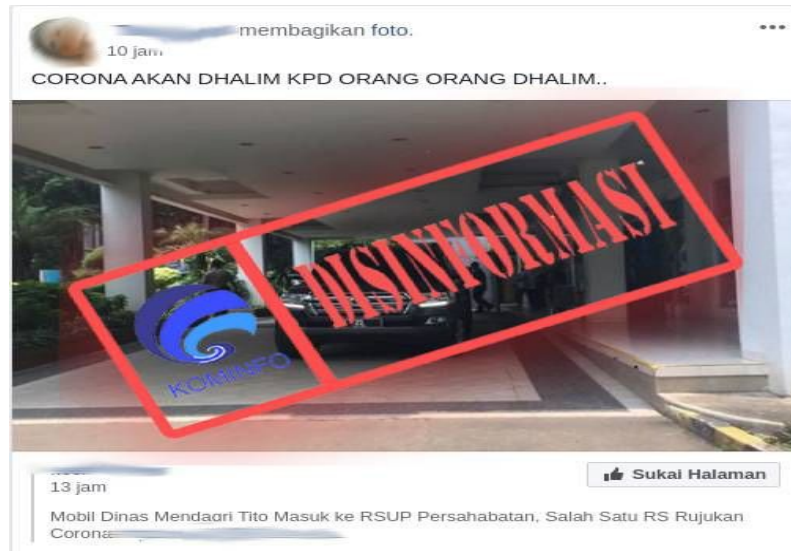 membagikan foto.
10 jam
CORONA AKAN DHALIM KPD ORANG ORANG DHALIM..
DISINFORMASI
KOMINFO
Sukai Halaman
13 jam
Mobil Dinas Mendagri Tito Masuk ke RSUP Persahabatan, Salah Satu RS Rujukan
Corona